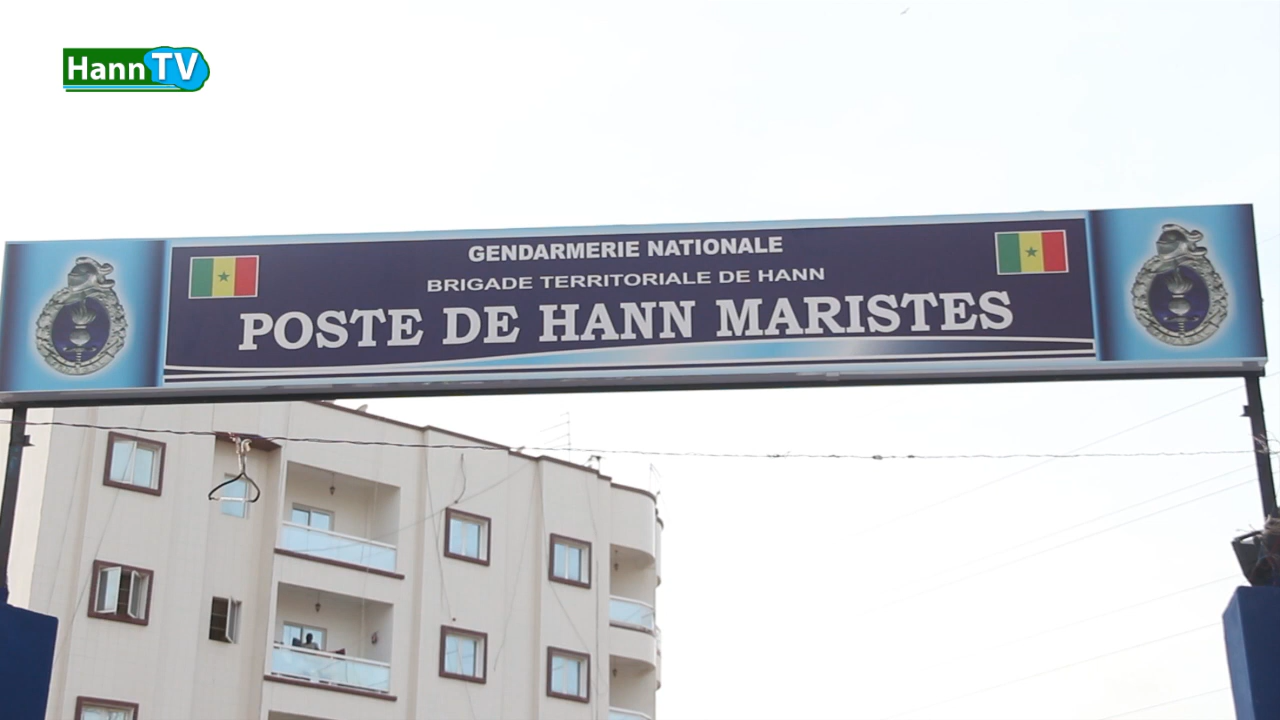 HannTV
GENDARMERIE NATIONALE
BRIGADE TERRITORIALE DE HANN
POSTE DE HANN MARISTES